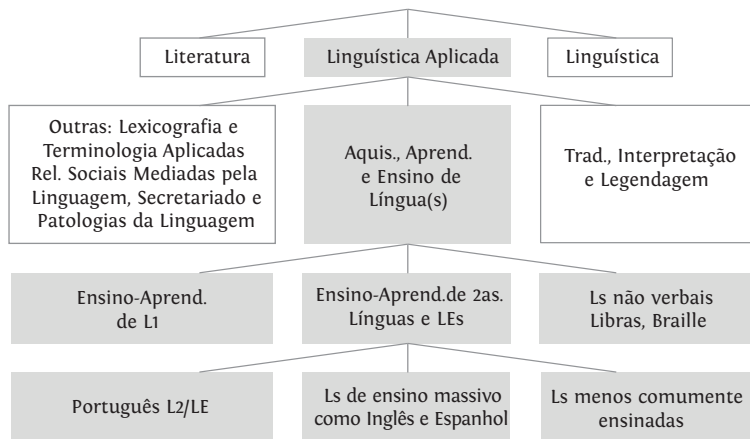 Literatura
Linguística Aplicada
Linguística
Outras: Lexicografia e
Terminologia Aplicadas
Rel. Sociais Mediadas pela
Linguagem, Secretariado e
Patologias da Linguagem
Aquis., Aprend.
e Ensino de
Língua(s)
Trad., Interpretação
e Legendagem
Ensino-Aprend.
de L1
Ensino-Aprend.de 2as.
Línguas e LEs
Ls não verbais
Libras, Braille
Português L2/LE
Ls de ensino massivo
como Inglês e Espanhol
Ls menos comumente
ensinadas